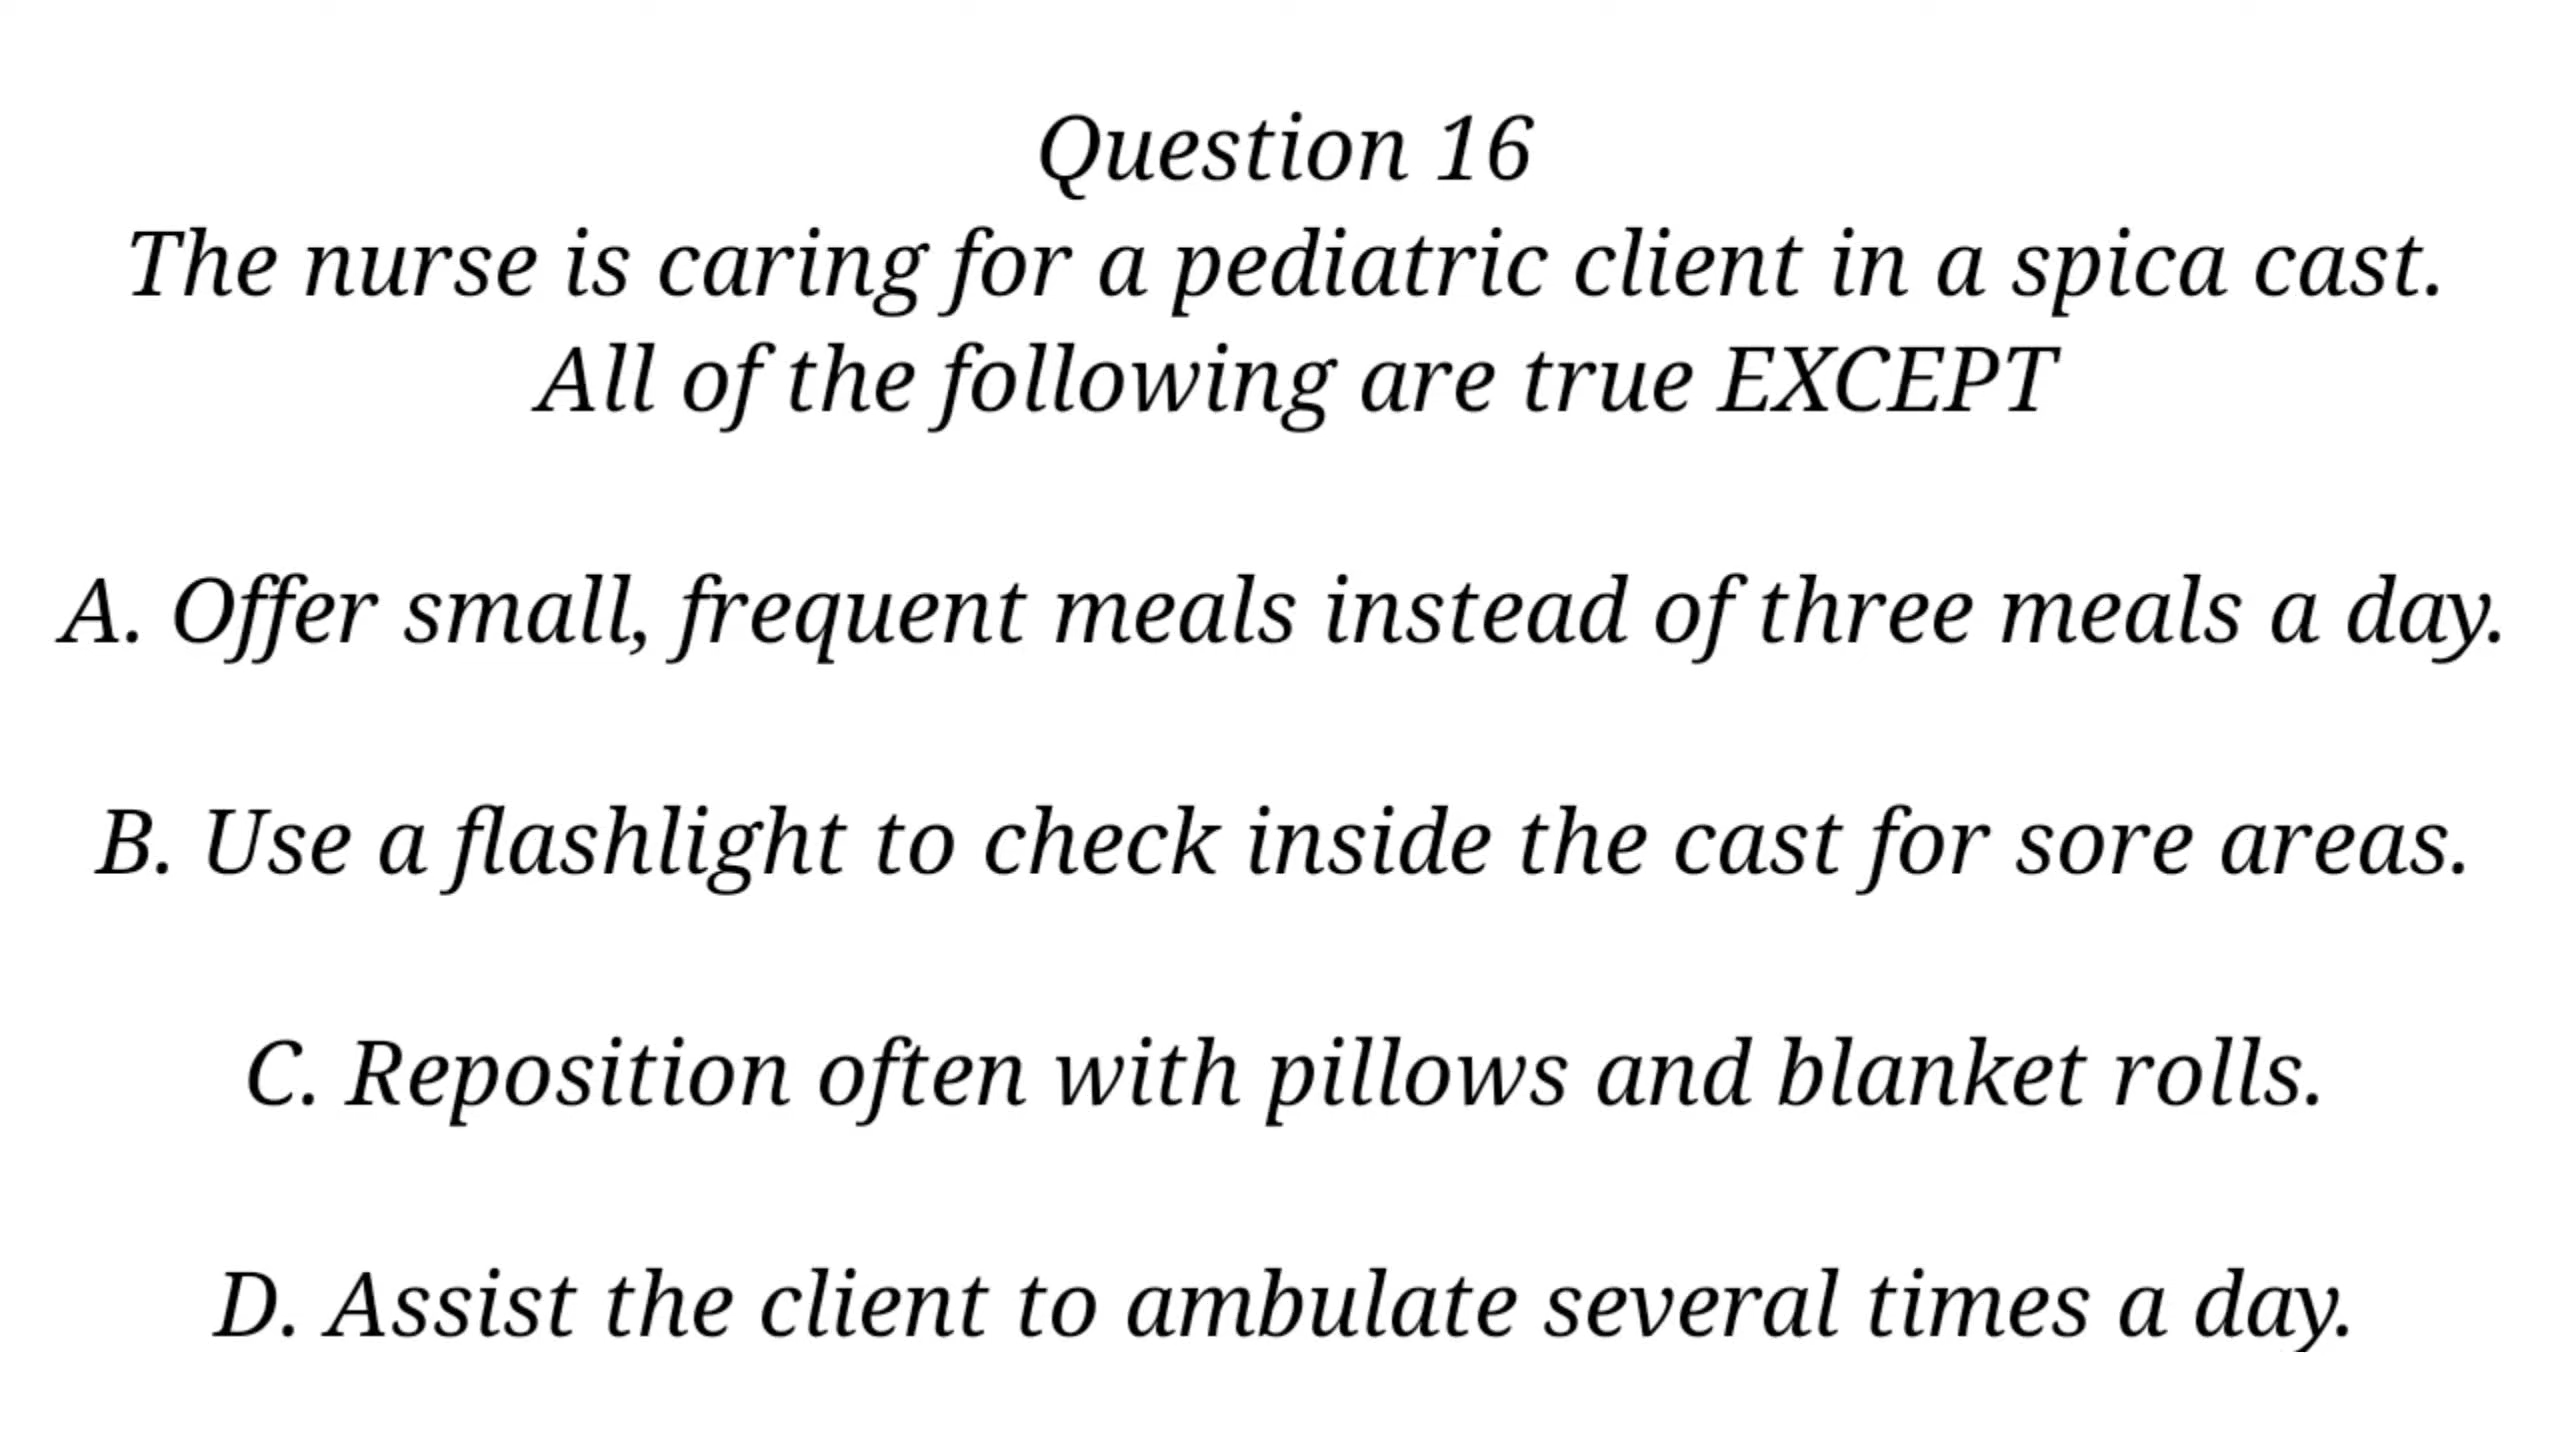 Question 16
The nurse is caring for a pediatric client in a spica cast.
All of the following are true EXCEPT
A. Offer small, frequent meals instead of three meals a day.
B. Use a flashlight to check inside the cast for sore areas.
C. Reposition often with pillows and blanket rolls.
D. Assist the client to ambulate several times a day.